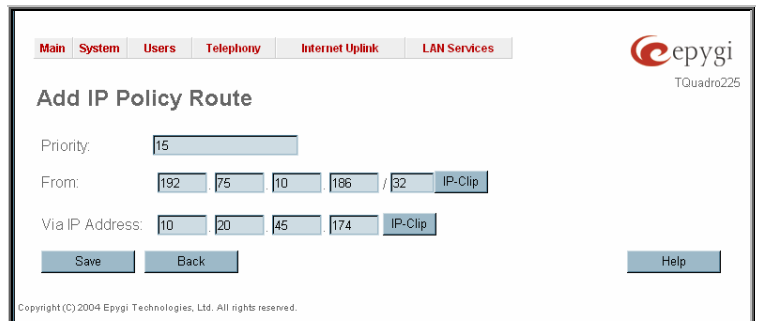 Main System Users Telephony Internet Uplink LAN Services
epygi
TQuadro225
Add IP Policy Route
Priority: 15
From: 192 . 75 . 10 . 186 / 32 IP-Clip
Via IP Address: 10 . 20 . 45 . 174 IP-Clip
Save Back Help
Copyright (C) 2004 Epygi Technologies, Ltd. All rights reserved.